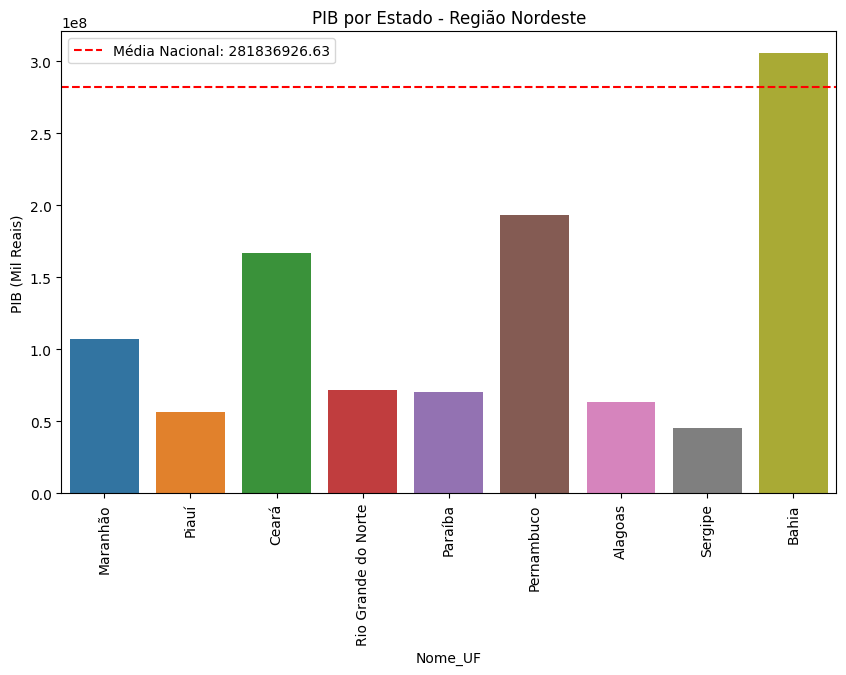 PIB por Estado - Região Nordeste
1e8
Média Nacional: 281836926.63
3.0
2.5
2.0
1.5
1.0
0.5
0.0
PIB (Mil Reais)
Maranhão
Piauí
Ceará
Rio Grande do Norte
Paraíba
Pernambuco
Alagoas
Sergipe
Bahia
Nome_UF